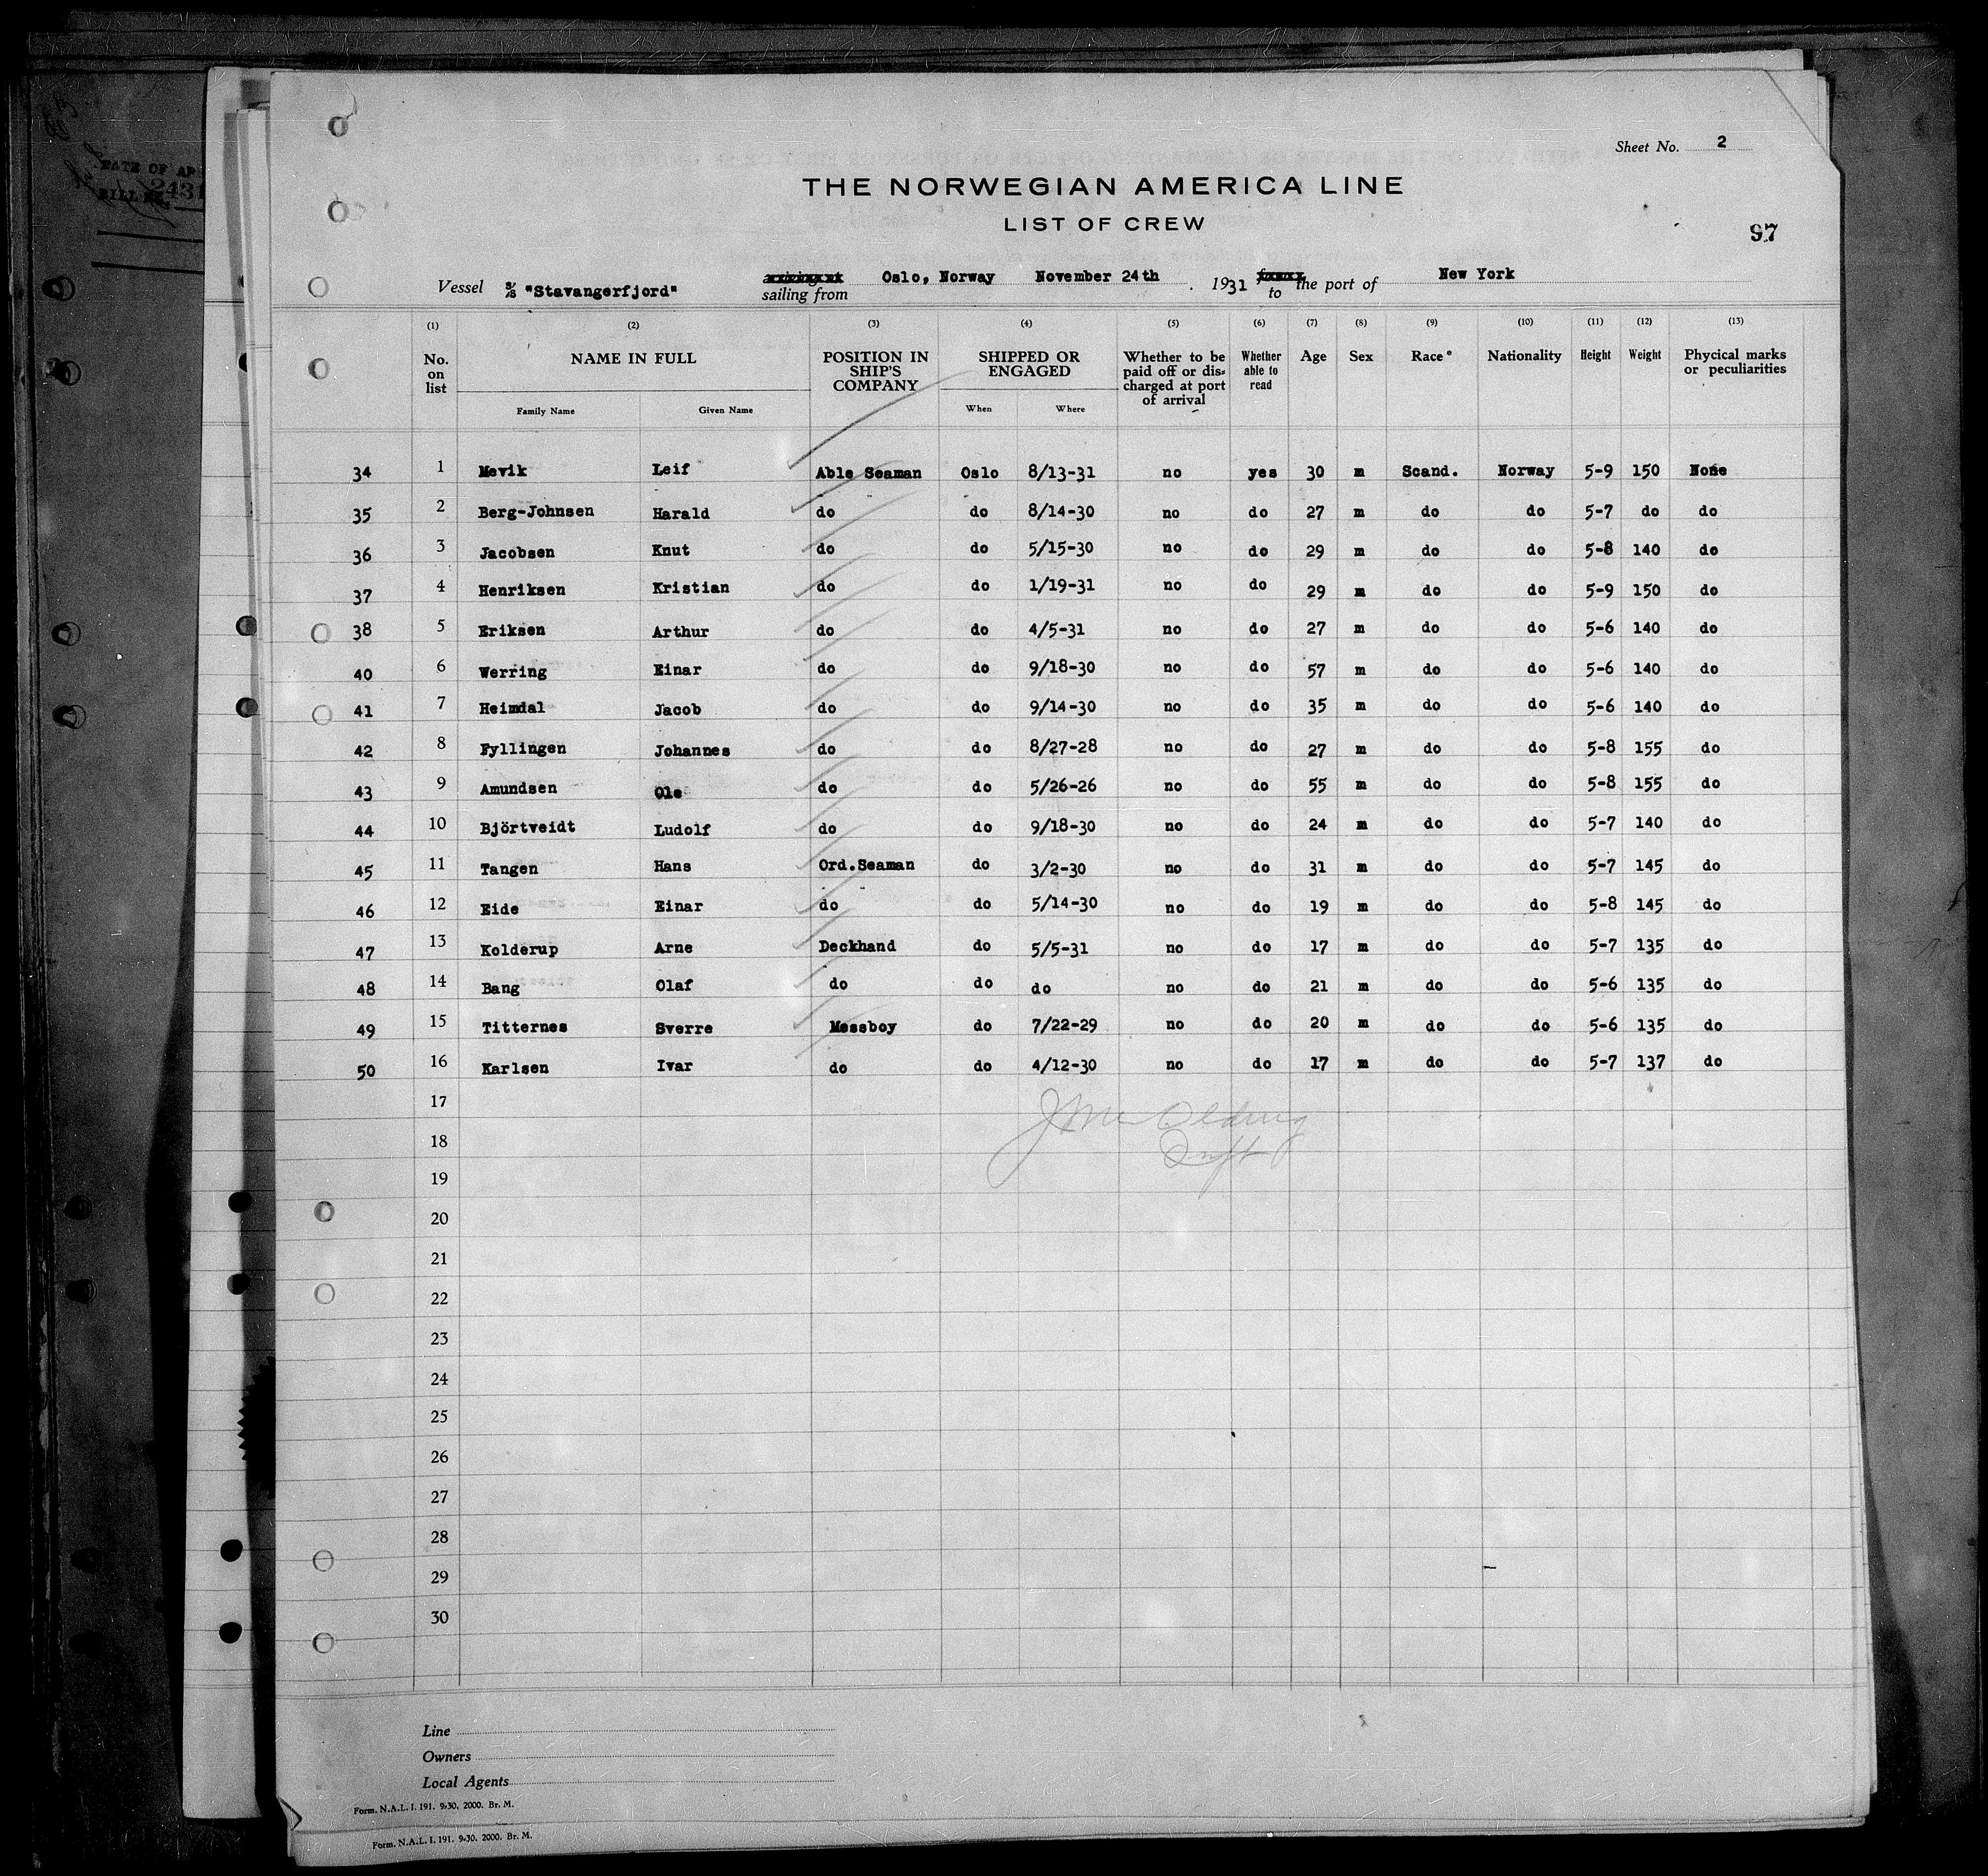 Sheet No. 2
THE NORWEGIAN AMERICA LINE
LIST OF CREW
97
Vessel S/S "Stavangerfjord" sailing from Oslo, Norway November 24th . 1931 to the port of New York
(1) (2) (3) (4) (5) (6) (7) (8) (9) (10) (11) (12) (13)
No. on list NAME IN FULL POSITION IN SHIP'S COMPANY SHIPPED OR ENGAGED Whether to be paid off or dis-charged at port of arrival Whether able to read Age Sex Race* Nationality Height Weight Phycical marks or peculiarities
Family Name Given Name When Where
34 1 Mevik Leif Able Seaman Oslo 8/13-31 no yes 30 m Scand. Norway 5-9 150 None
35 2 Berg-Johnsen Harald do do 8/14-30 no do 27 m do do 5-7 do do
36 3 Jacobsen Knut do do 5/15-30 no do 29 m do do 5-8 140 do
37 4 Henriksen Kristian do do 1/19-31 no do 29 m do do 5-9 150 do
38 5 Eriksen Arthur do do 4/5-31 no do 27 m do do 5-6 140 do
40 6 Werring Einar do do 9/18-30 no do 57 m do do 5-6 140 do
41 7 Heimdal Jacob do do 9/14-30 no do 35 m do do 5-6 140 do
42 8 Fyllingen Johannes do do 8/27-28 no do 27 m do do 5-8 155 do
43 9 Amundsen Ole do do 5/26-26 no do 55 m do do 5-8 155 do
44 10 Björtveidt Ludolf do do 9/18-30 no do 24 m do do 5-7 140 do
45 11 Tangen Hans Ord.Seaman do 3/2-30 no do 31 m do do 5-7 145 do
46 12 Eide Einar do do 5/14-30 no do 19 m do do 5-8 145 do
47 13 Kolderup Arne Deckhand do 5/5-31 no do 17 m do do 5-7 135 do
48 14 Bang Olaf do do do no do 21 m do do 5-6 135 do
49 15 Titternes Sverre Messboy do 7/22-29 no do 20 m do do 5-6 135 do
50 16 Karlsen Ivar do do 4/12-30 no do 17 m do do 5-7 137 do
17
18
19
20
21
22
23
24
25
26
27
28
29
30
Line
Owners
Local Agents
Form. N.A.L. I. 191. 9-30. 2000. Br. M.
Form. N.A.L. I. 191. 9-30. 2000. Br. M.